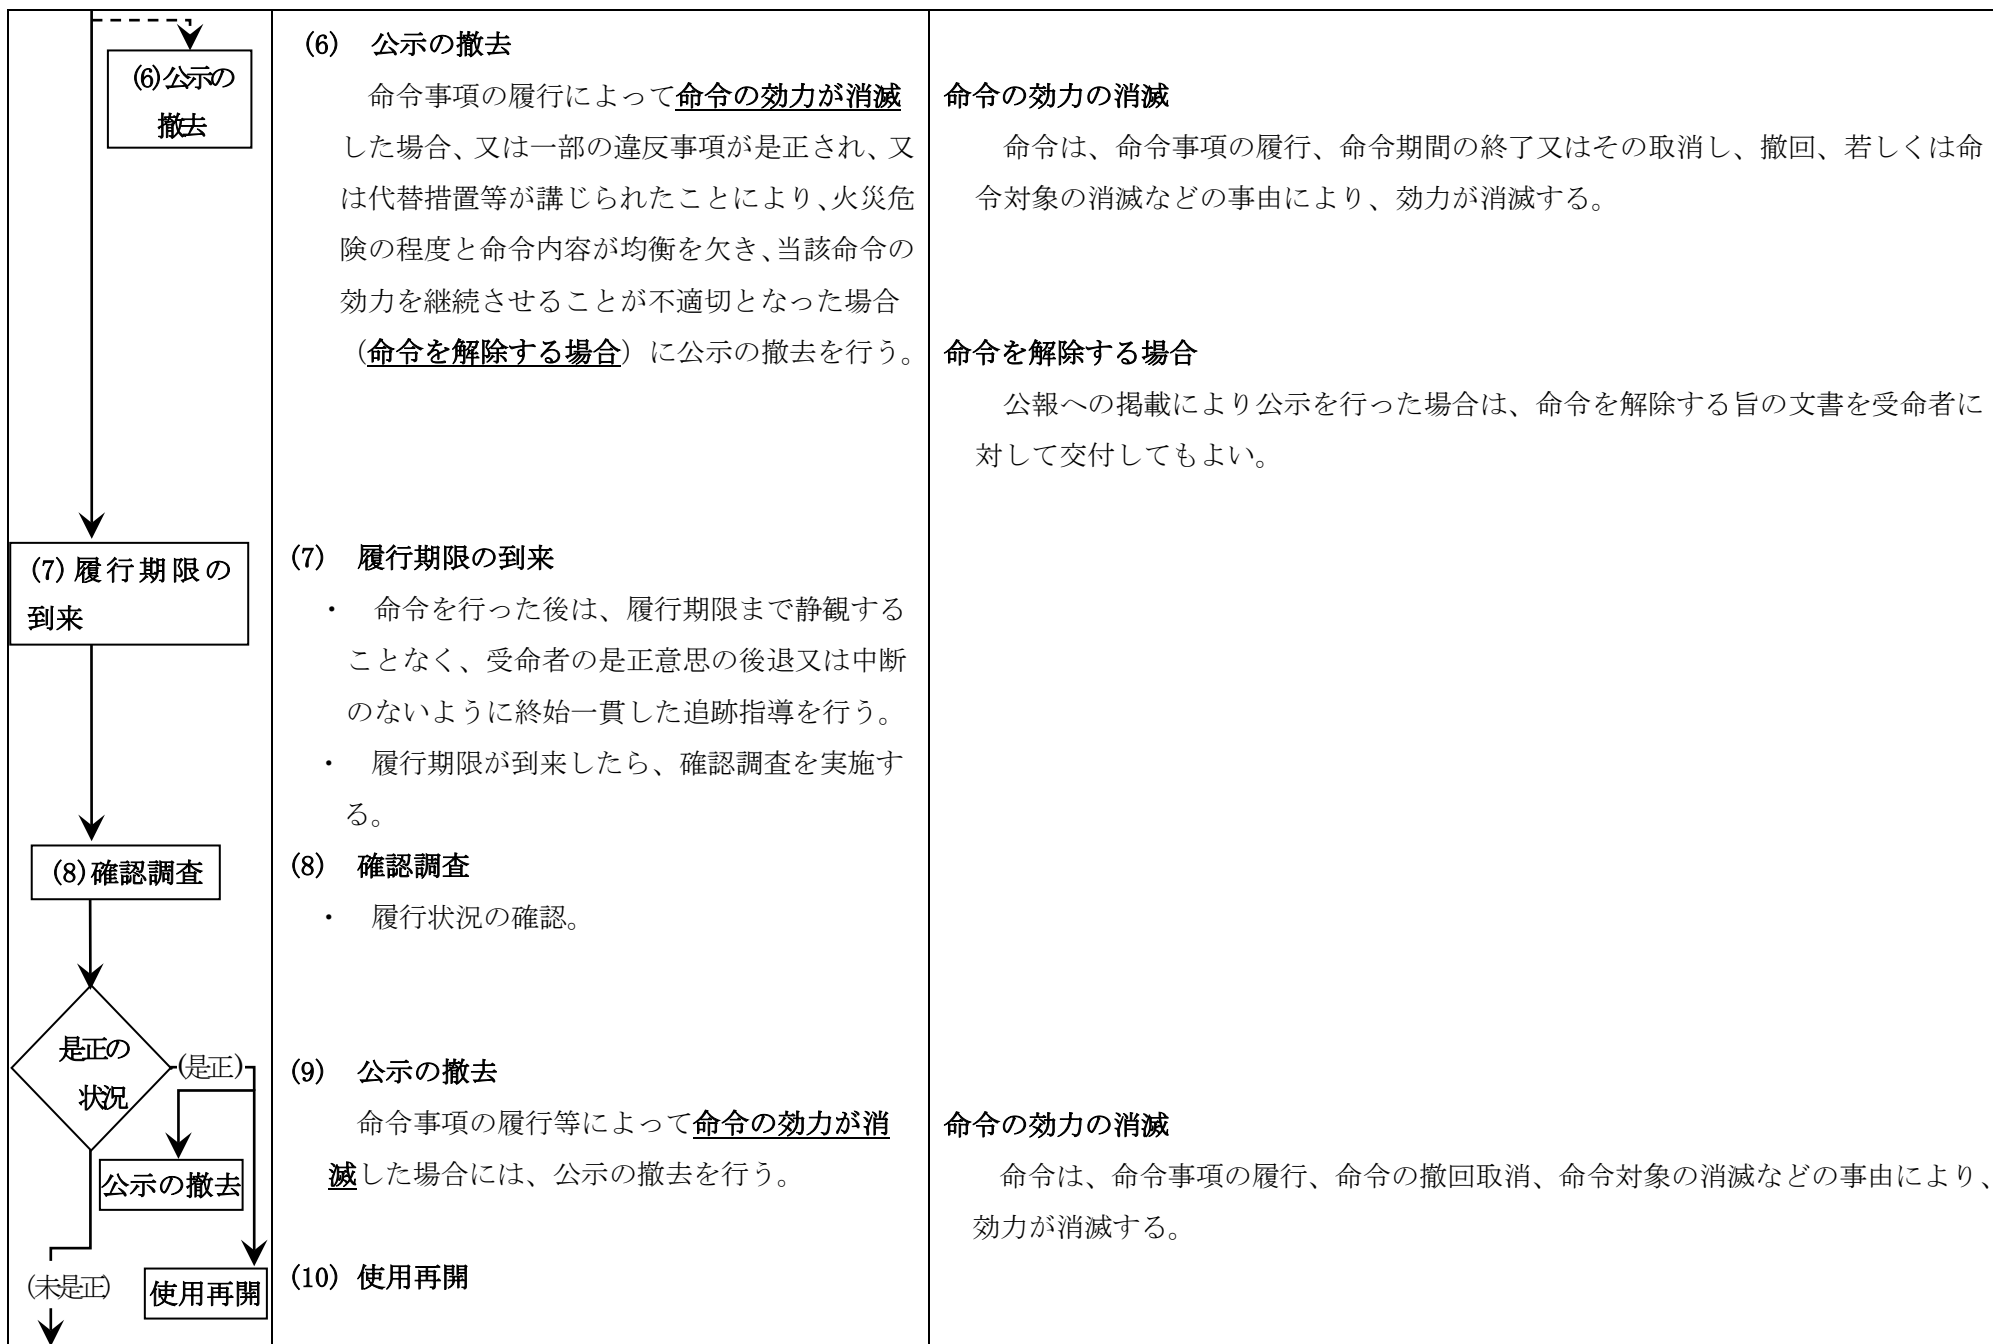 (6)公示の
撤去
(7)履行期限の
到来
(8)確認調査
是正の
状況
(是正)
公示の撤去
(未是正)
使用再開
(6) 公示の撤去
命令事項の履行によって命令の効力が消滅
した場合、又は一部の違反事項が是正され、又
は代替措置等が講じられたことにより、火災危
険の程度と命令内容が均衡を欠き、当該命令の
効力を継続させることが不適切となった場合
(命令を解除する場合)に公示の撤去を行う。
(7) 履行期限の到来
・ 命令を行った後は、履行期限まで静観する
ことなく、受命者の是正意思の後退又は中断
のないように終始一貫した追跡指導を行う。
・ 履行期限が到来したら、確認調査を実施す
る。
(8) 確認調査
・ 履行状況の確認。
(9) 公示の撤去
命令事項の履行等によって命令の効力が消
滅した場合には、公示の撤去を行う。
(10) 使用再開
命令の効力の消滅
命令は、命令事項の履行、命令期間の終了又はその取消し、撤回、若しくは命
令対象の消滅などの事由により、効力が消滅する。
命令を解除する場合
公報への掲載により公示を行った場合は、命令を解除する旨の文書を受命者に
対して交付してもよい。
命令の効力の消滅
命令は、命令事項の履行、命令の撤回取消、命令対象の消滅などの事由により、
効力が消滅する。